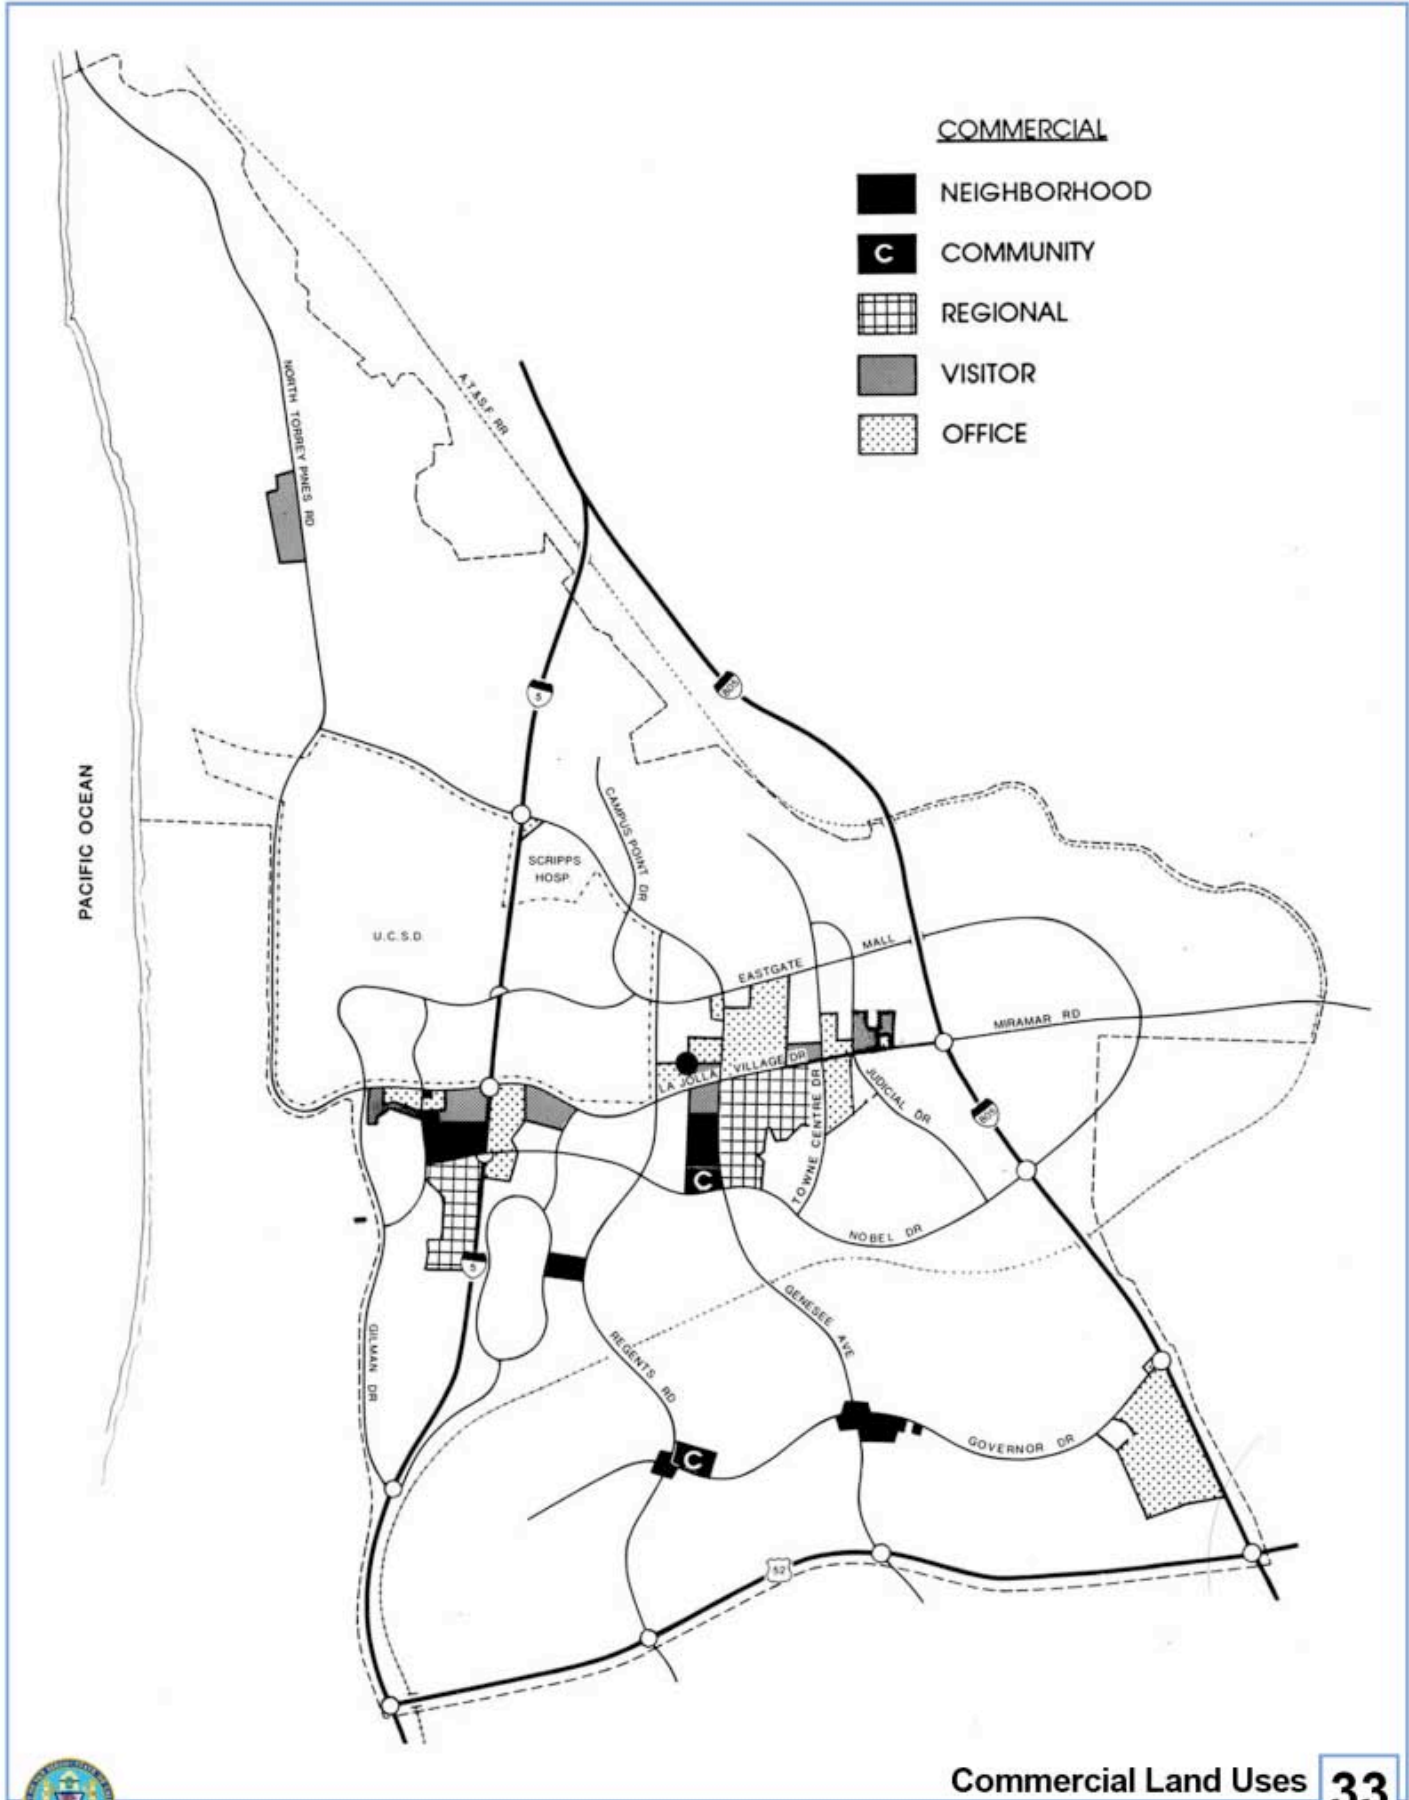 COMMERCIAL
NEIGHBORHOOD
C COMMUNITY
REGIONAL
VISITOR
OFFICE
NORTH TORREY PINES RD
A.T.&S.F. RR
5
805
PACIFIC OCEAN
CAMPUS POINT DR
SCRIPPS
HOSP.
U.C.S.D.
EASTGATE MALL
MIRAMAR RD
LA JOLLA VILLAGE DR
JUDICIAL DR
805
TOWNE CENTRE DR
C
NOBEL DR
5
GENESEE AVE
GILMAN DR
REGENTS RD
GOVERNOR DR
C
52
Commercial Land Uses 33